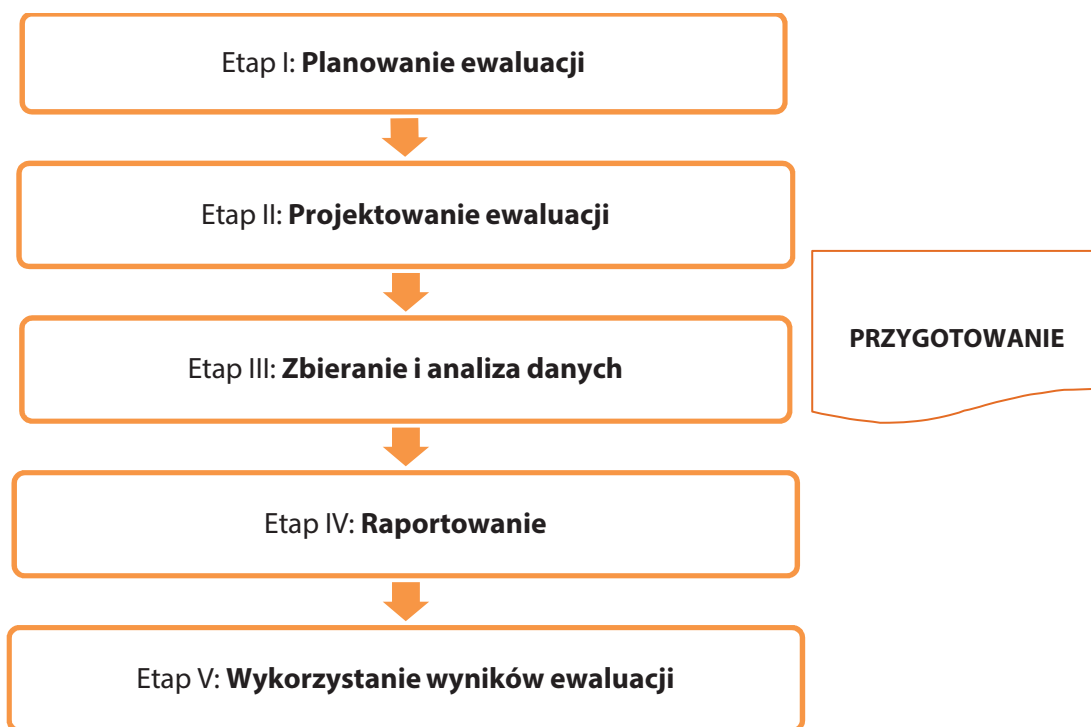 Etap I: Planowanie ewaluacji
Etap II: Projektowanie ewaluacji
PRZYGOTOWANIE
Etap III: Zbieranie i analiza danych
Etap IV: Raportowanie
Etap V: Wykorzystanie wyników ewaluacji